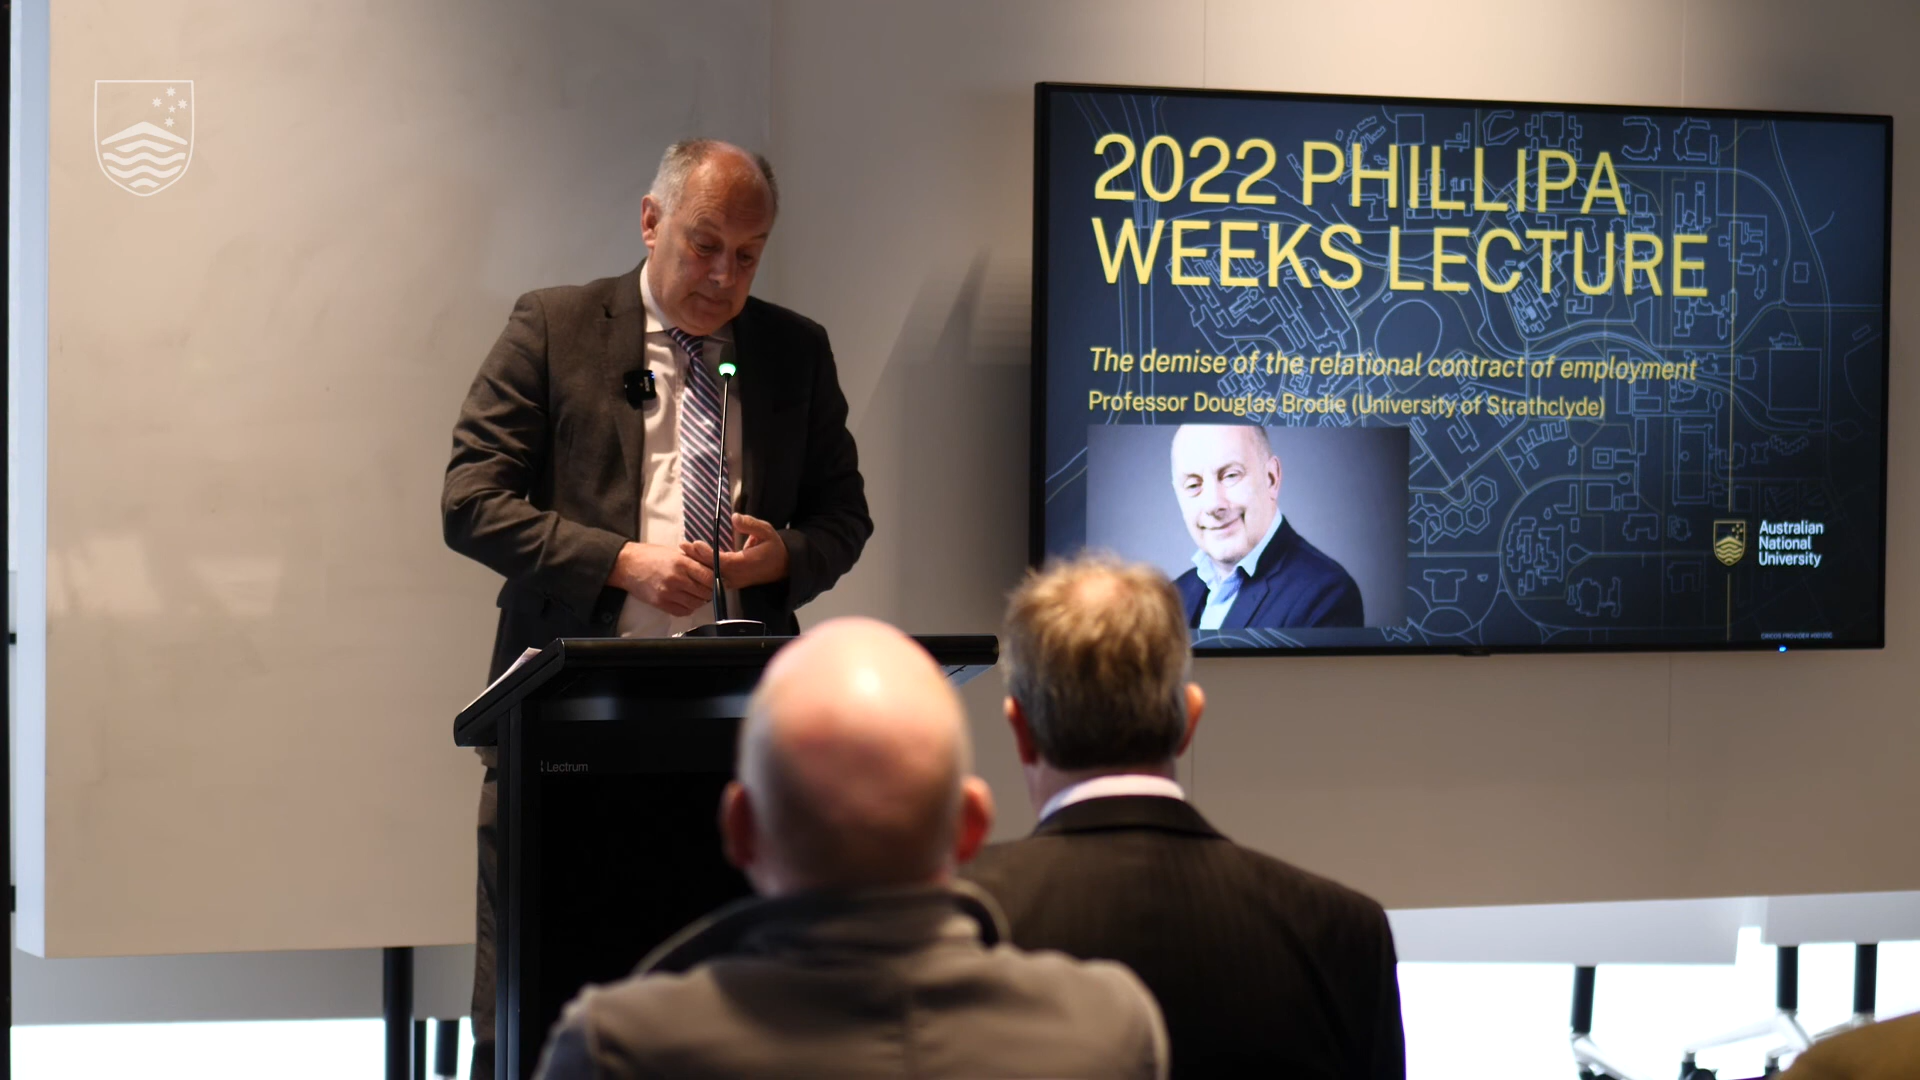 2022 PHILLIPA
WEEKS LECTURE
The demise of the relational contract of employment
Professor Douglas Brodie (University of Strathclyde)
Australian
National
University
Lectrum